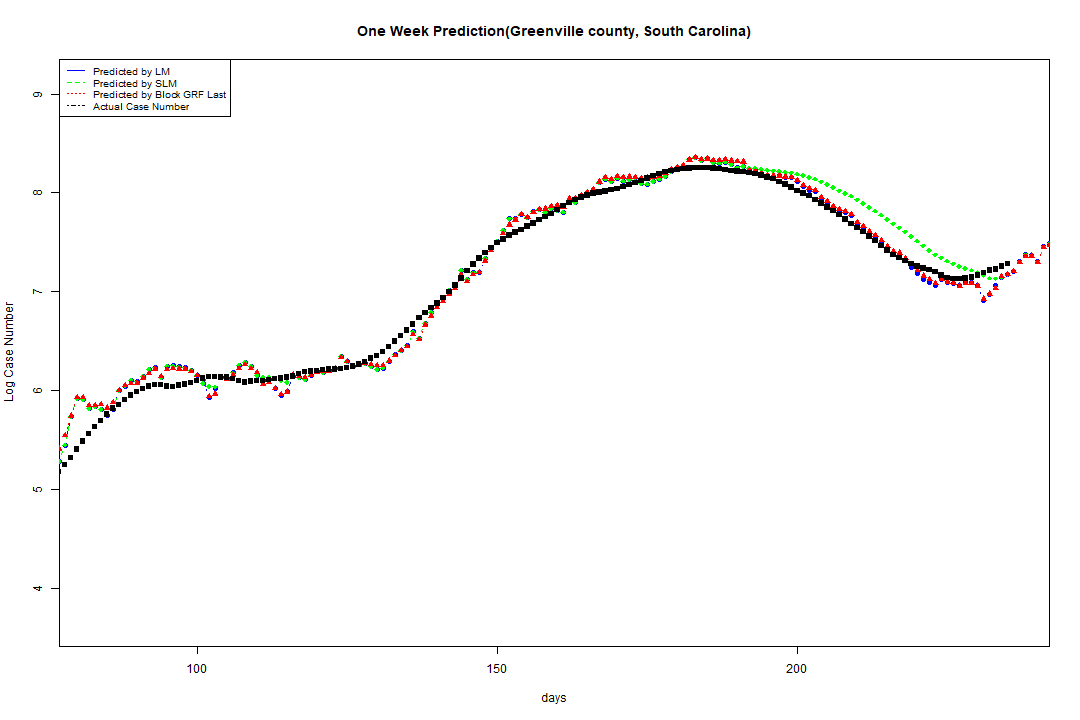 One Week Prediction(Greenville county, South Carolina)
Predicted by LM
Predicted by SLM
Predicted by Block GRF Last
Actual Case Number
9
8
7
6
5
4
Log Case Number
100 150 200
days